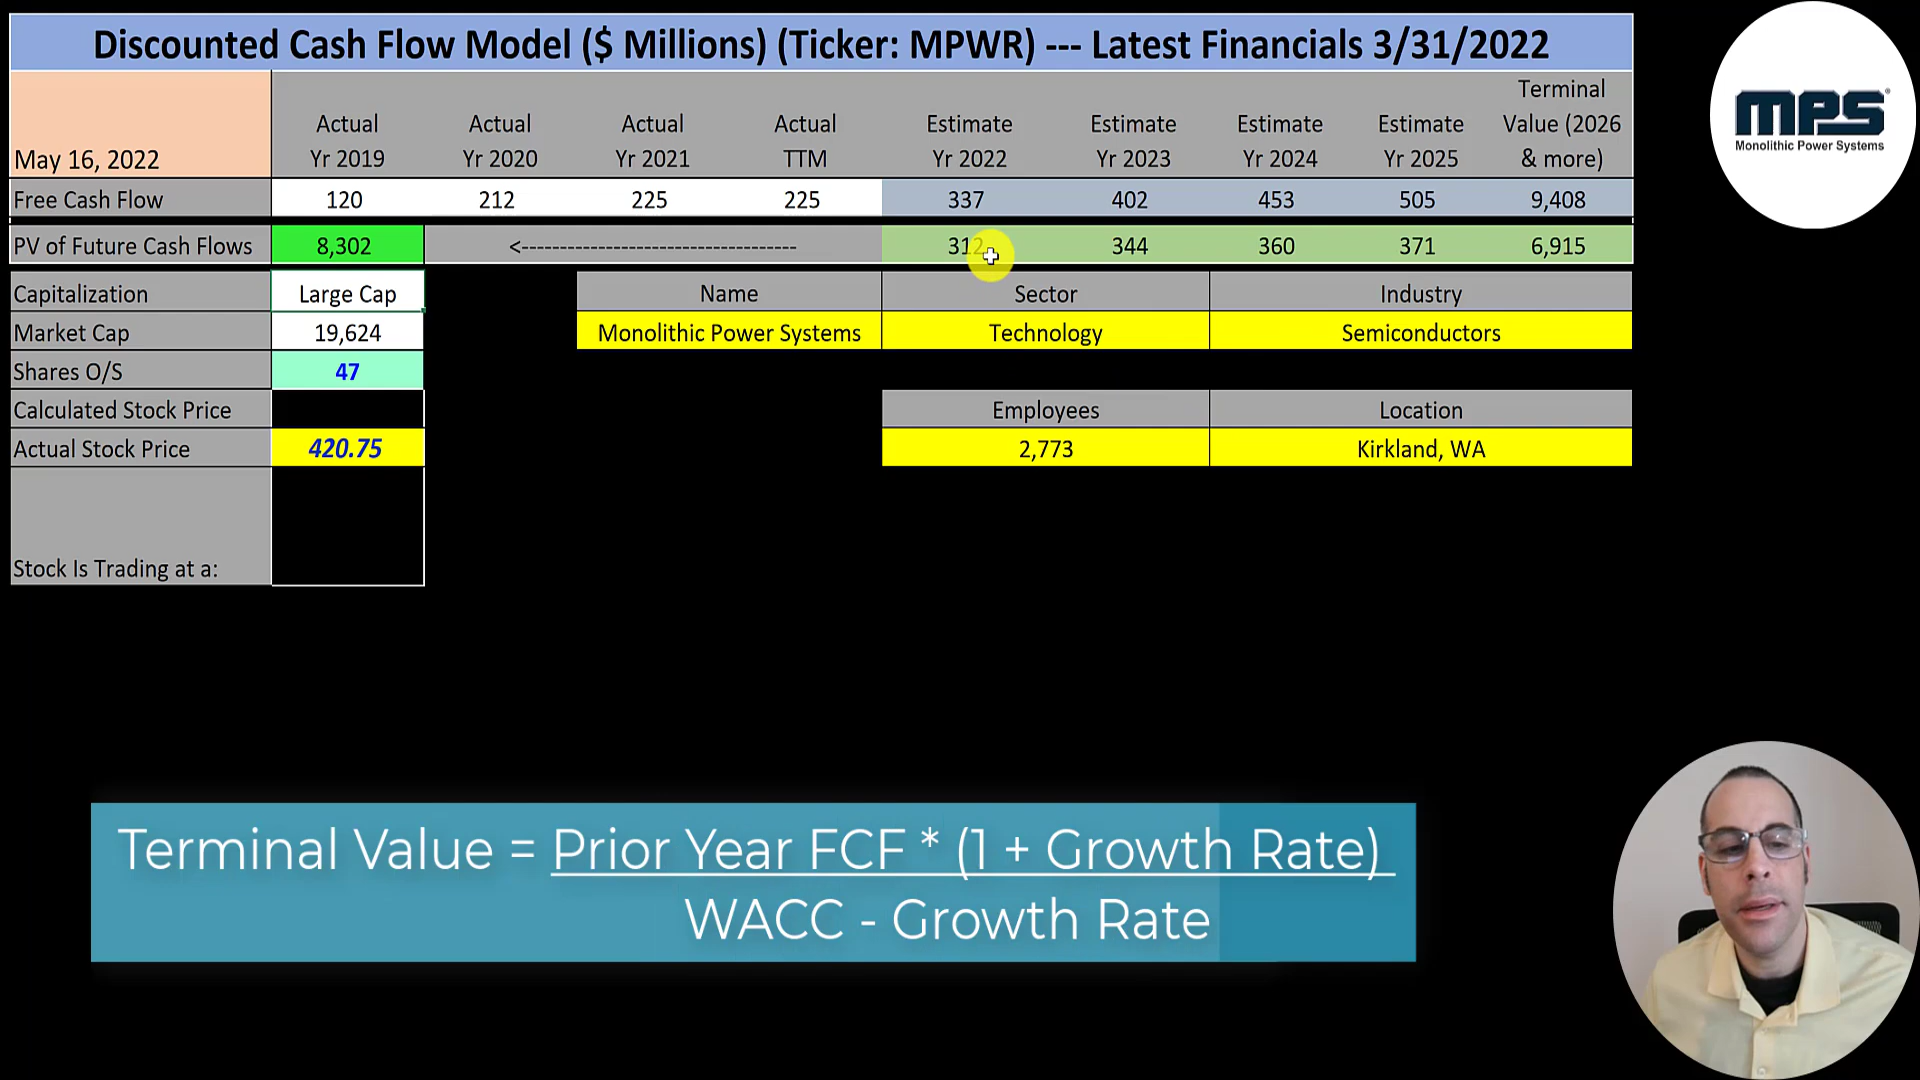 Discounted Cash Flow Model ($ Millions) (Ticker: MPWR) --- Latest Financials 3/31/2022
mps®
Monolithic Power Systems
May 16, 2022
Actual Yr 2019
Actual Yr 2020
Actual Yr 2021
Actual TTM
Estimate Yr 2022
Estimate Yr 2023
Estimate Yr 2024
Estimate Yr 2025
Terminal Value (2026 & more)
Free Cash Flow 120 212 225 225 337 402 453 505 9,408
PV of Future Cash Flows 8,302 <------------------------------------ 312 344 360 371 6,915
Capitalization Large Cap Name Sector Industry
Market Cap 19,624 Monolithic Power Systems Technology Semiconductors
Shares O/S 47
Calculated Stock Price Employees Location
Actual Stock Price 420.75 2,773 Kirkland, WA
Stock Is Trading at a:
Terminal Value = Prior Year FCF * (1 + Growth Rate)
WACC - Growth Rate